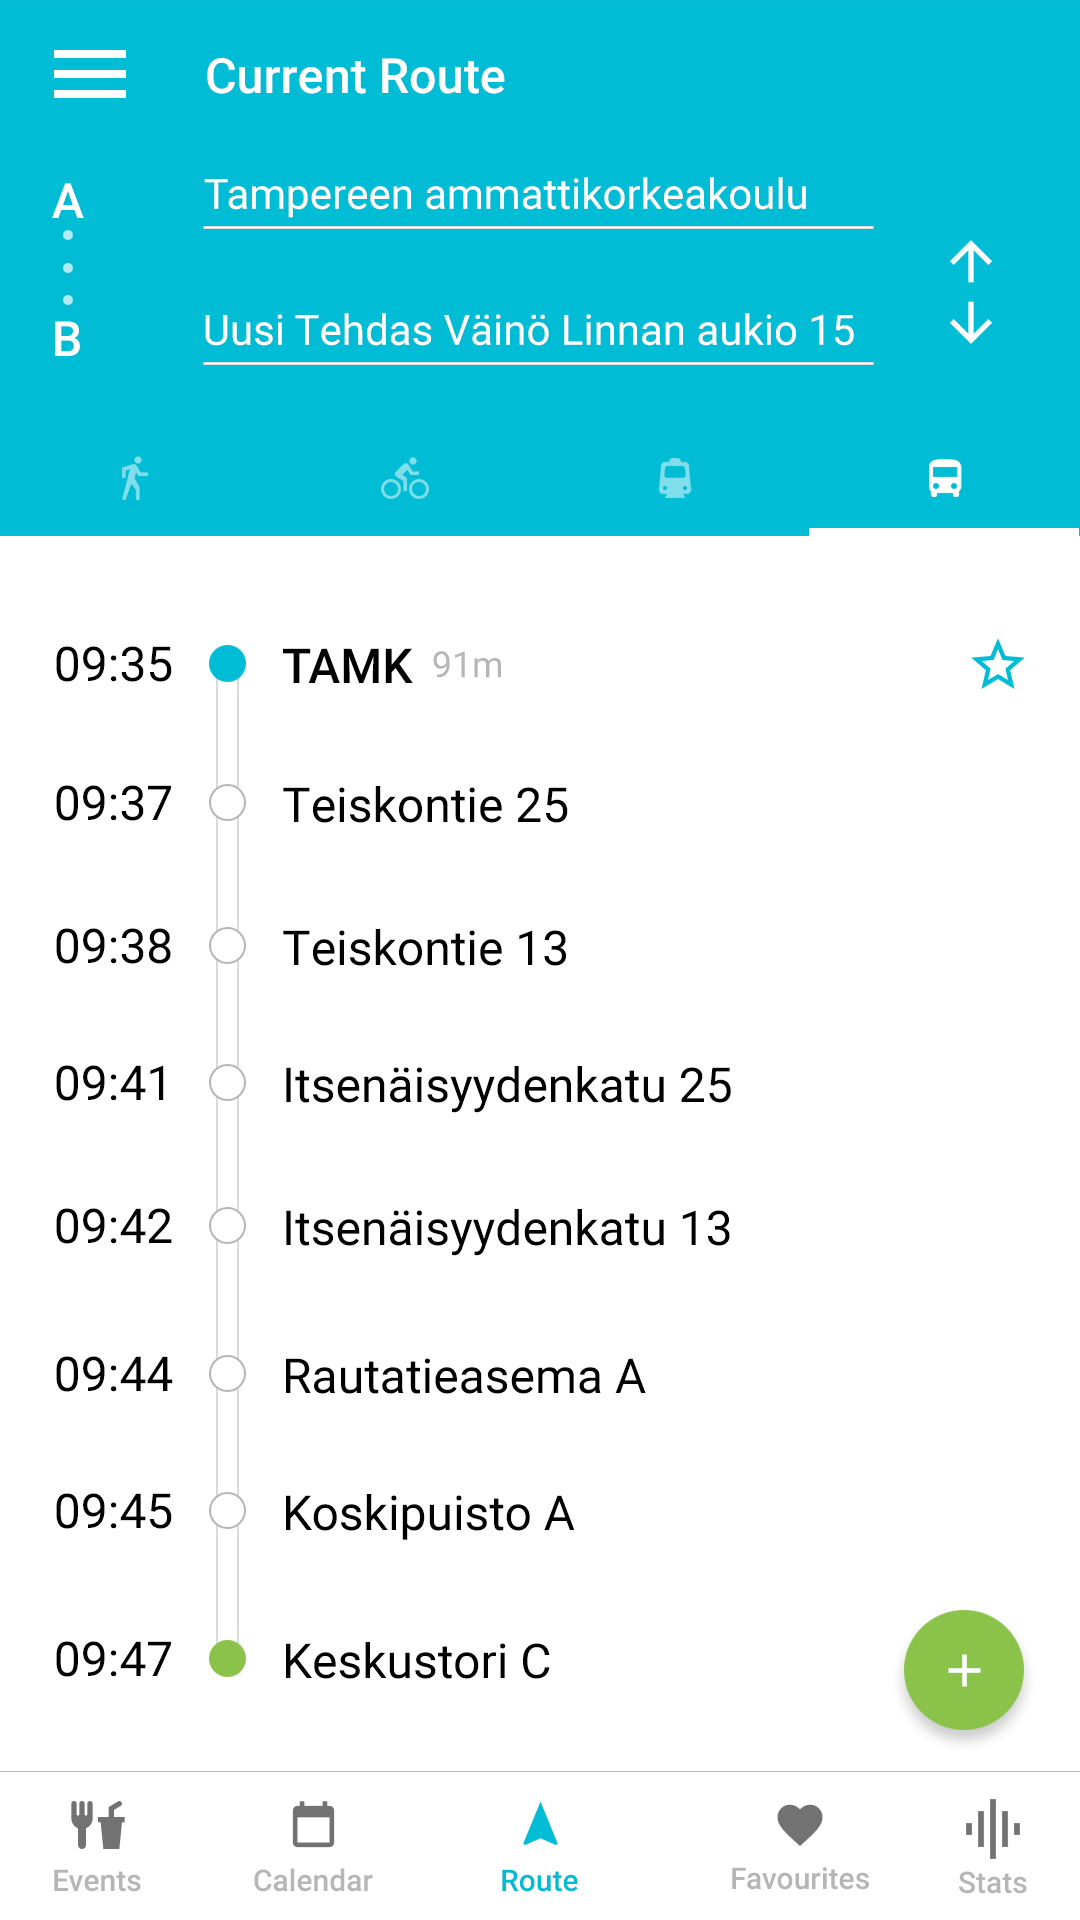 Current Route
A
Tampereen ammattikorkeakoulu
B
Uusi Tehdas Väinö Linnan aukio 15
09:35 TAMK 91m
09:37 Teiskontie 25
09:38 Teiskontie 13
09:41 Itsenäisyydenkatu 25
09:42 Itsenäisyydenkatu 13
09:44 Rautatieasema A
09:45 Koskipuisto A
09:47 Keskustori C
Events Calendar Route Favourites Stats